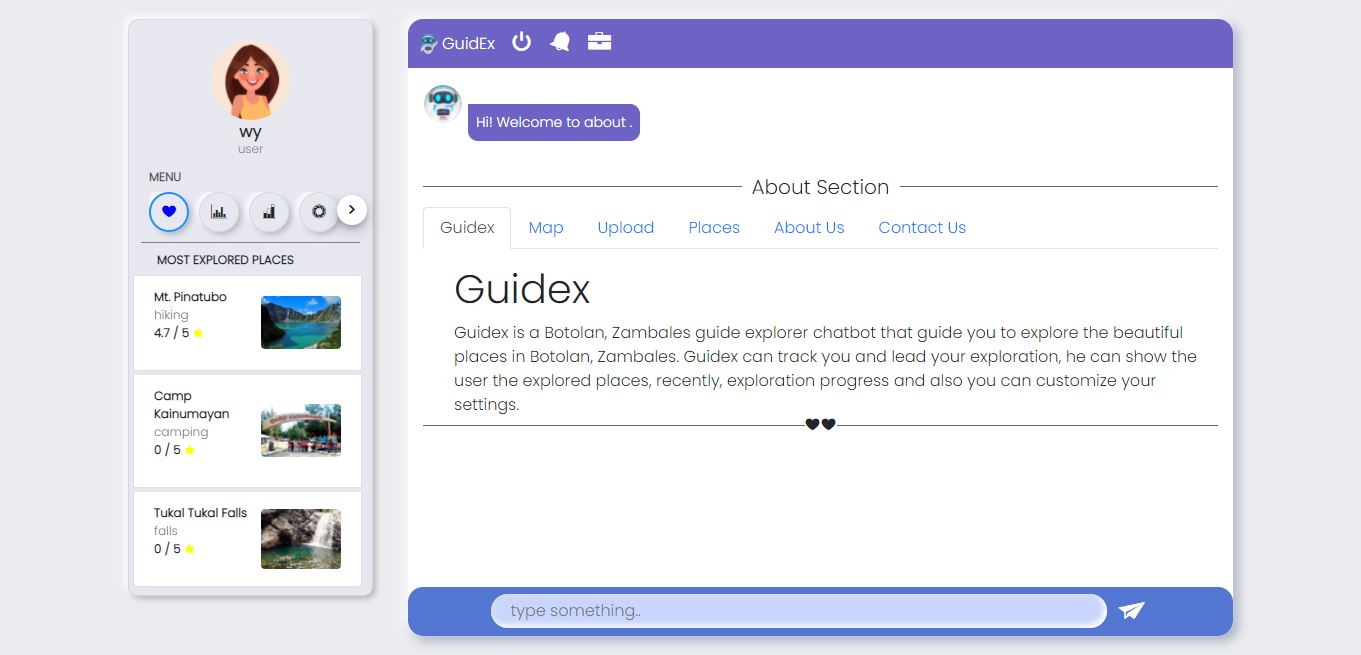 wy
user
MENU
MOST EXPLORED PLACES
Mt. Pinatubo
hiking
4.7 / 5
Camp
Kainumayan
camping
0 / 5
Tukal Tukal Falls
falls
0 / 5
GuidEx
Hi! Welcome to about .
About Section
Guidex Map Upload Places About Us Contact Us
Guidex
Guidex is a Botolan, Zambales guide explorer chatbot that guide you to explore the beautiful
places in Botolan, Zambales. Guidex can track you and lead your exploration, he can show the
user the explored places, recently, exploration progress and also you can customize your
settings.
type something..